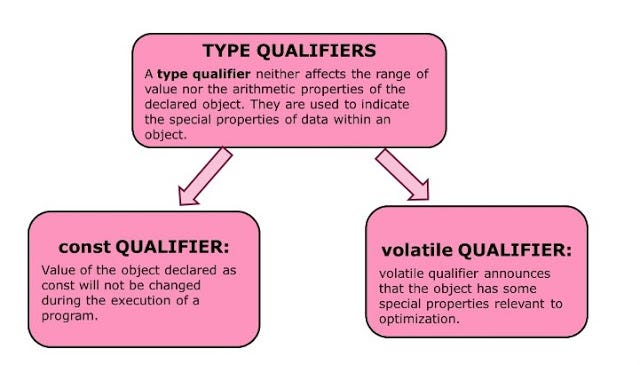 TYPE QUALIFIERS
A type qualifier neither affects the range of
value nor the arithmetic properties of the
declared object. They are used to indicate
the special properties of data within an
object.
const QUALIFIER:
Value of the object declared as
const will not be changed
during the execution of a
program.
volatile QUALIFIER:
volatile qualifier announces
that the object has some
special properties relevant to
optimization.